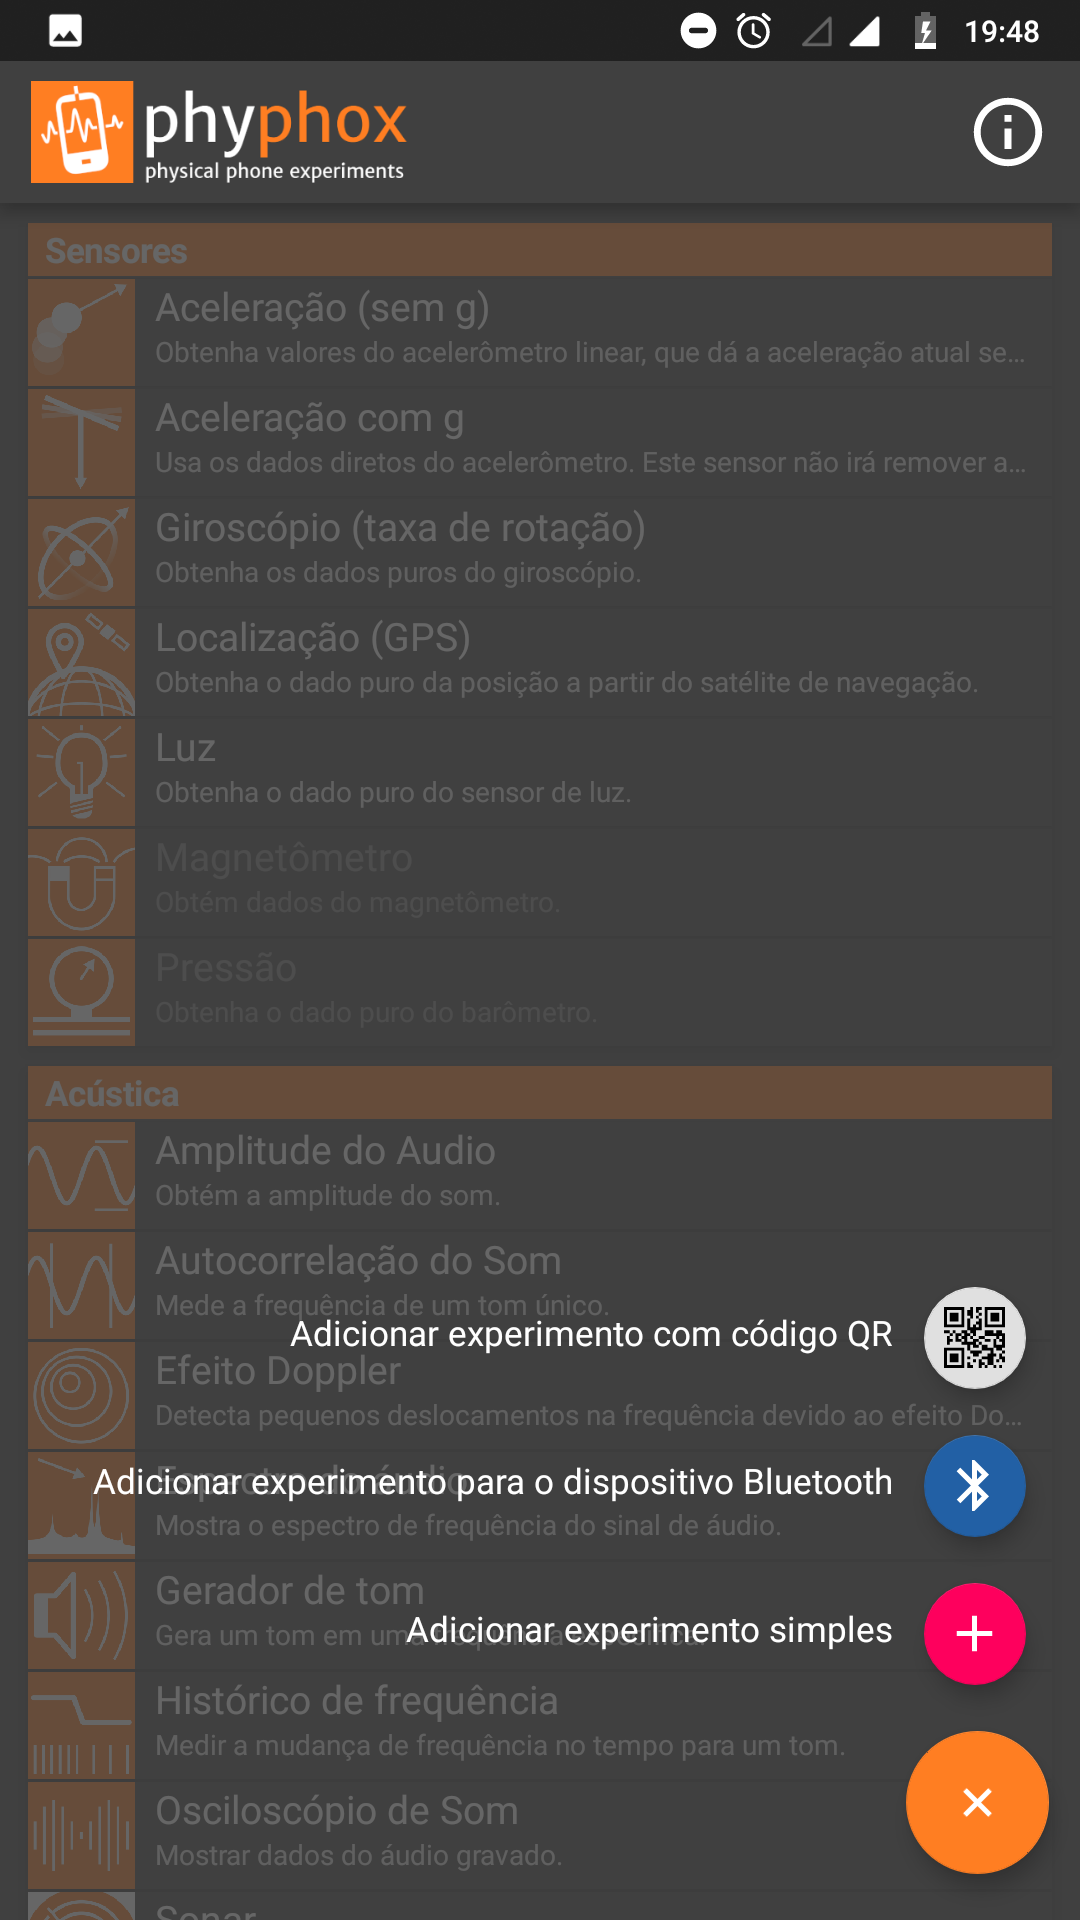 19:48
phyphox
physical phone experiments
Sensores
Aceleração (sem g)
Obtenha valores do acelerômetro linear, que dá a aceleração atual se...
Aceleração com g
Usa os dados diretos do acelerômetro. Este sensor não irá remover a...
Giroscópio (taxa de rotação)
Obtenha os dados puros do giroscópio.
Localização (GPS)
Obtenha o dado puro da posição a partir do satélite de navegação.
Luz
Obtenha o dado puro do sensor de luz.
Magnetômetro
Obtém dados do magnetômetro.
Pressão
Obtenha o dado puro do barômetro.
Acústica
Amplitude do Audio
Obtém a amplitude do som.
Autocorrelação do Som
Mede a frequência de um tom único.
Adicionar experimento com código QR
Efeito Doppler
Detecta pequenos deslocamentos na frequência devido ao efeito Do...
Espectro do áudio
Adicionar experimento para o dispositivo Bluetooth
Mostra o espectro de frequência do sinal de áudio.
Gerador de tom
Gera um tom em uma frequência específica.
Adicionar experimento simples
Histórico de frequência
Medir a mudança de frequência no tempo para um tom.
Osciloscópio de Som
Mostrar dados do áudio gravado.
Sonar